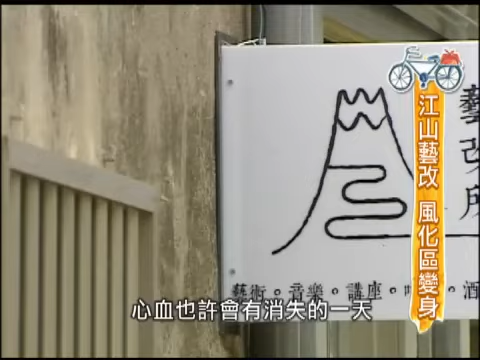 江山藝改 風化區變身
藝改所
藝術。音樂。講座。
酒
心血也許會有消失的一天